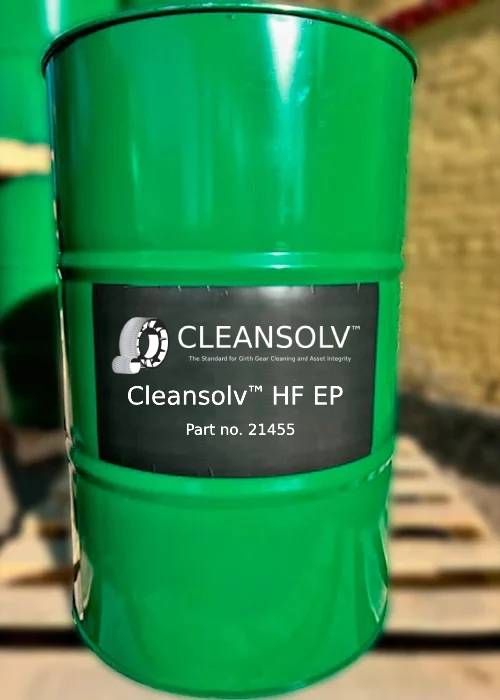 CLEANSOLV™
The Standard for Girth Gear Cleaning and Asset Integrity
Cleansolv™ HF EP
Part no. 21455